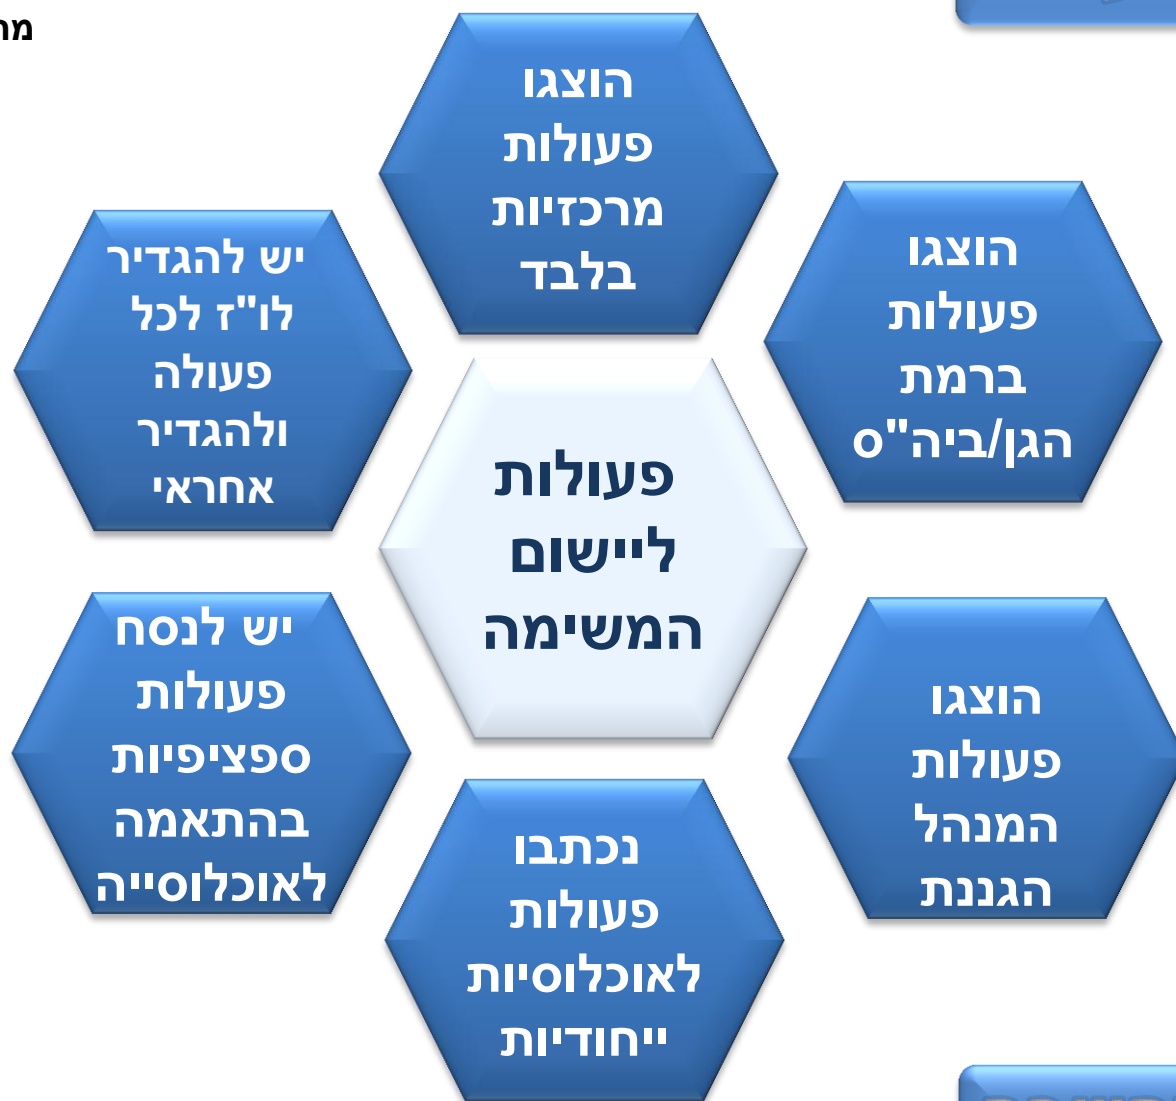 הוצגו
פעולות
מרכזיות
בלבד
הוצגו
פעולות
ברמת
הגן/ביה"ס
הוצגו
פעולות
המנהל
הגננת
נכתבו
פעולות
לאוכלוסיות
ייחודיות
יש לנסח
פעולות
ספציפיות
בהתאמה
לאוכלוסייה
יש להגדיר
לו"ז לכל
פעולה
ולהגדיר
אחראי
פעולות
ליישום
המשימה